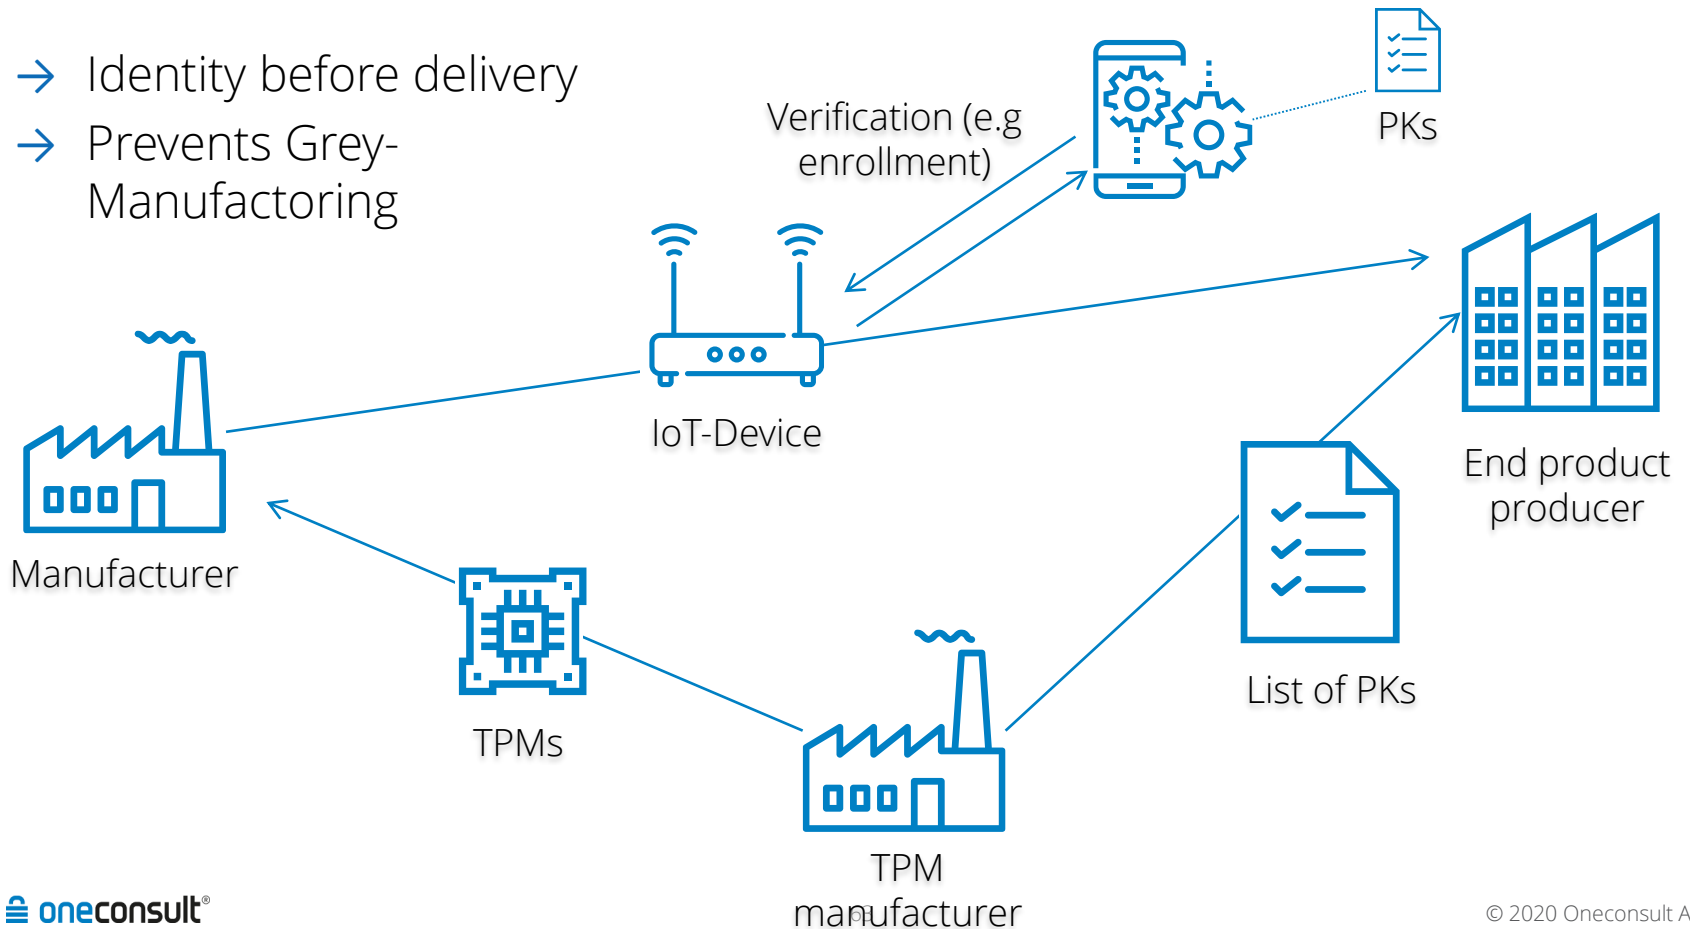 Identity before delivery
Prevents Grey-
Manufactoring
Verification (e.g
enrollment)
PKs
IoT-Device
Manufacturer
End product
producer
TPMs
List of PKs
TPM
manufacturer
oneconsult®
© 2020 Oneconsult A